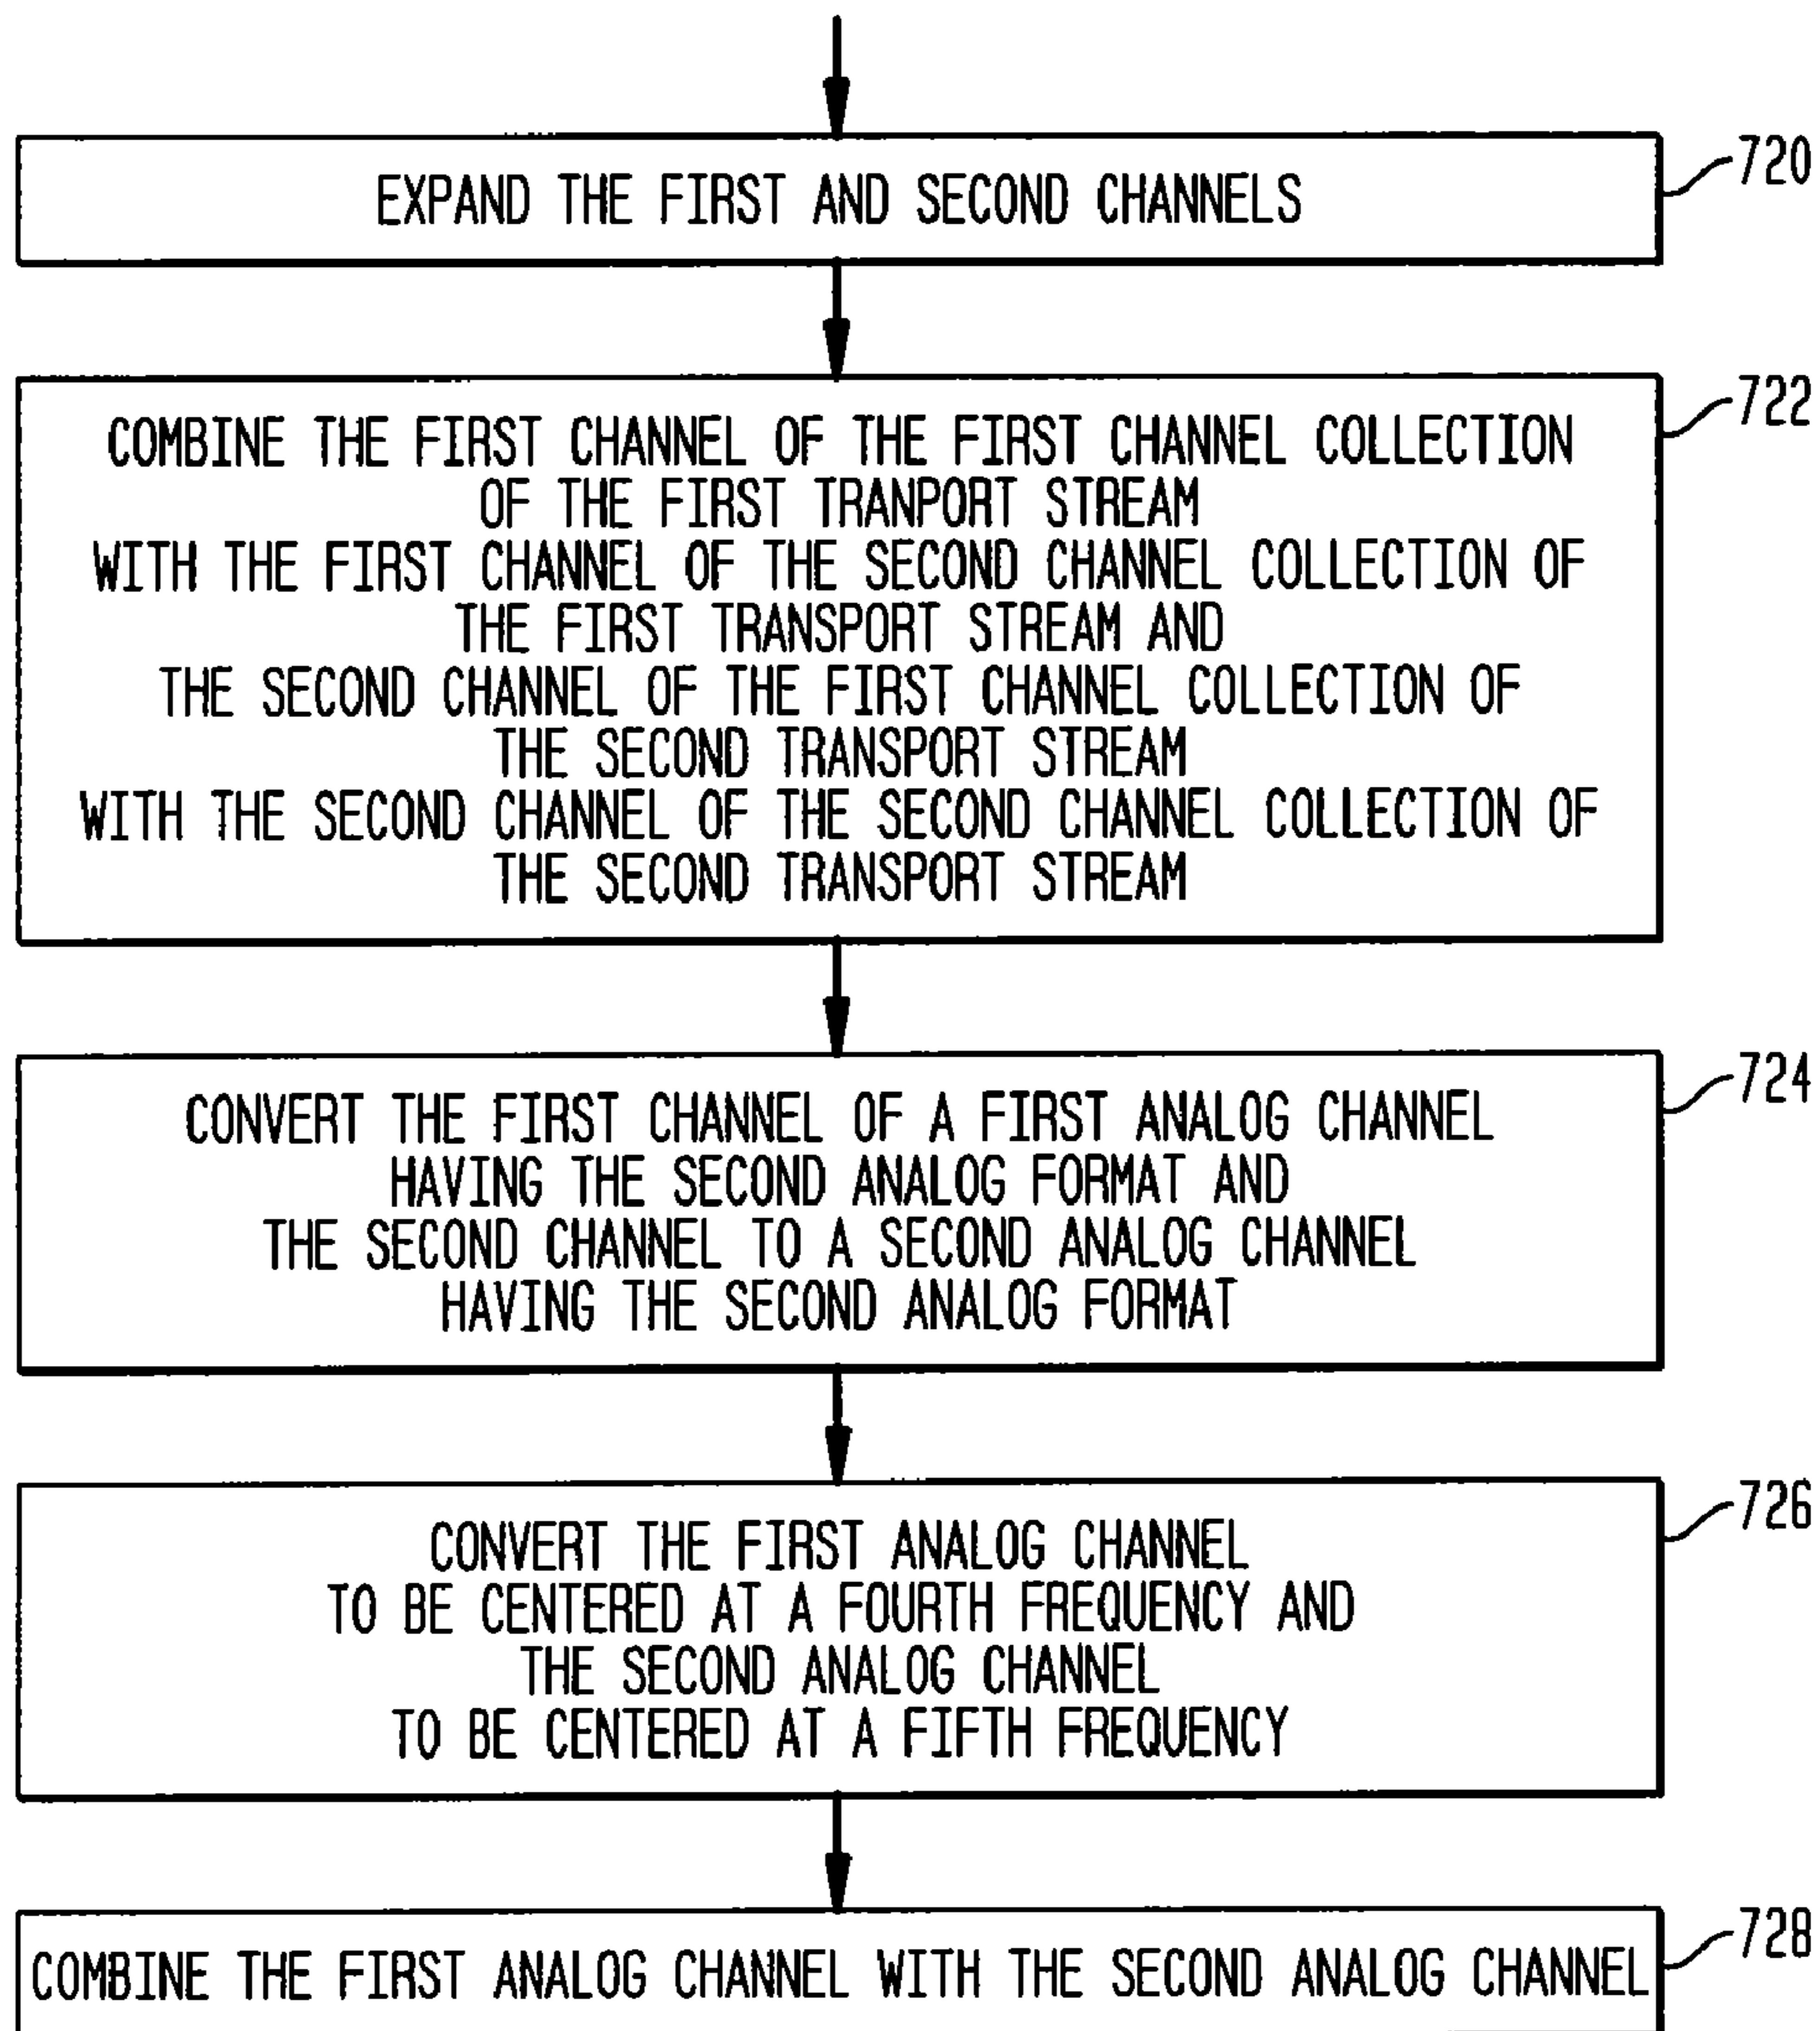 EXPAND THE FIRST AND SECOND CHANNELS
720
COMBINE THE FIRST CHANNEL OF THE FIRST CHANNEL COLLECTION
OF THE FIRST TRANPORT STREAM
WITH THE FIRST CHANNEL OF THE SECOND CHANNEL COLLECTION OF
THE FIRST TRANSPORT STREAM AND
THE SECOND CHANNEL OF THE FIRST CHANNEL COLLECTION OF
THE SECOND TRANSPORT STREAM
WITH THE SECOND CHANNEL OF THE SECOND CHANNEL COLLECTION OF
THE SECOND TRANSPORT STREAM
722
CONVERT THE FIRST CHANNEL OF A FIRST ANALOG CHANNEL
HAVING THE SECOND ANALOG FORMAT AND
THE SECOND CHANNEL TO A SECOND ANALOG CHANNEL
HAVING THE SECOND ANALOG FORMAT
724
CONVERT THE FIRST ANALOG CHANNEL
TO BE CENTERED AT A FOURTH FREQUENCY AND
THE SECOND ANALOG CHANNEL
TO BE CENTERED AT A FIFTH FREQUENCY
726
COMBINE THE FIRST ANALOG CHANNEL WITH THE SECOND ANALOG CHANNEL
728